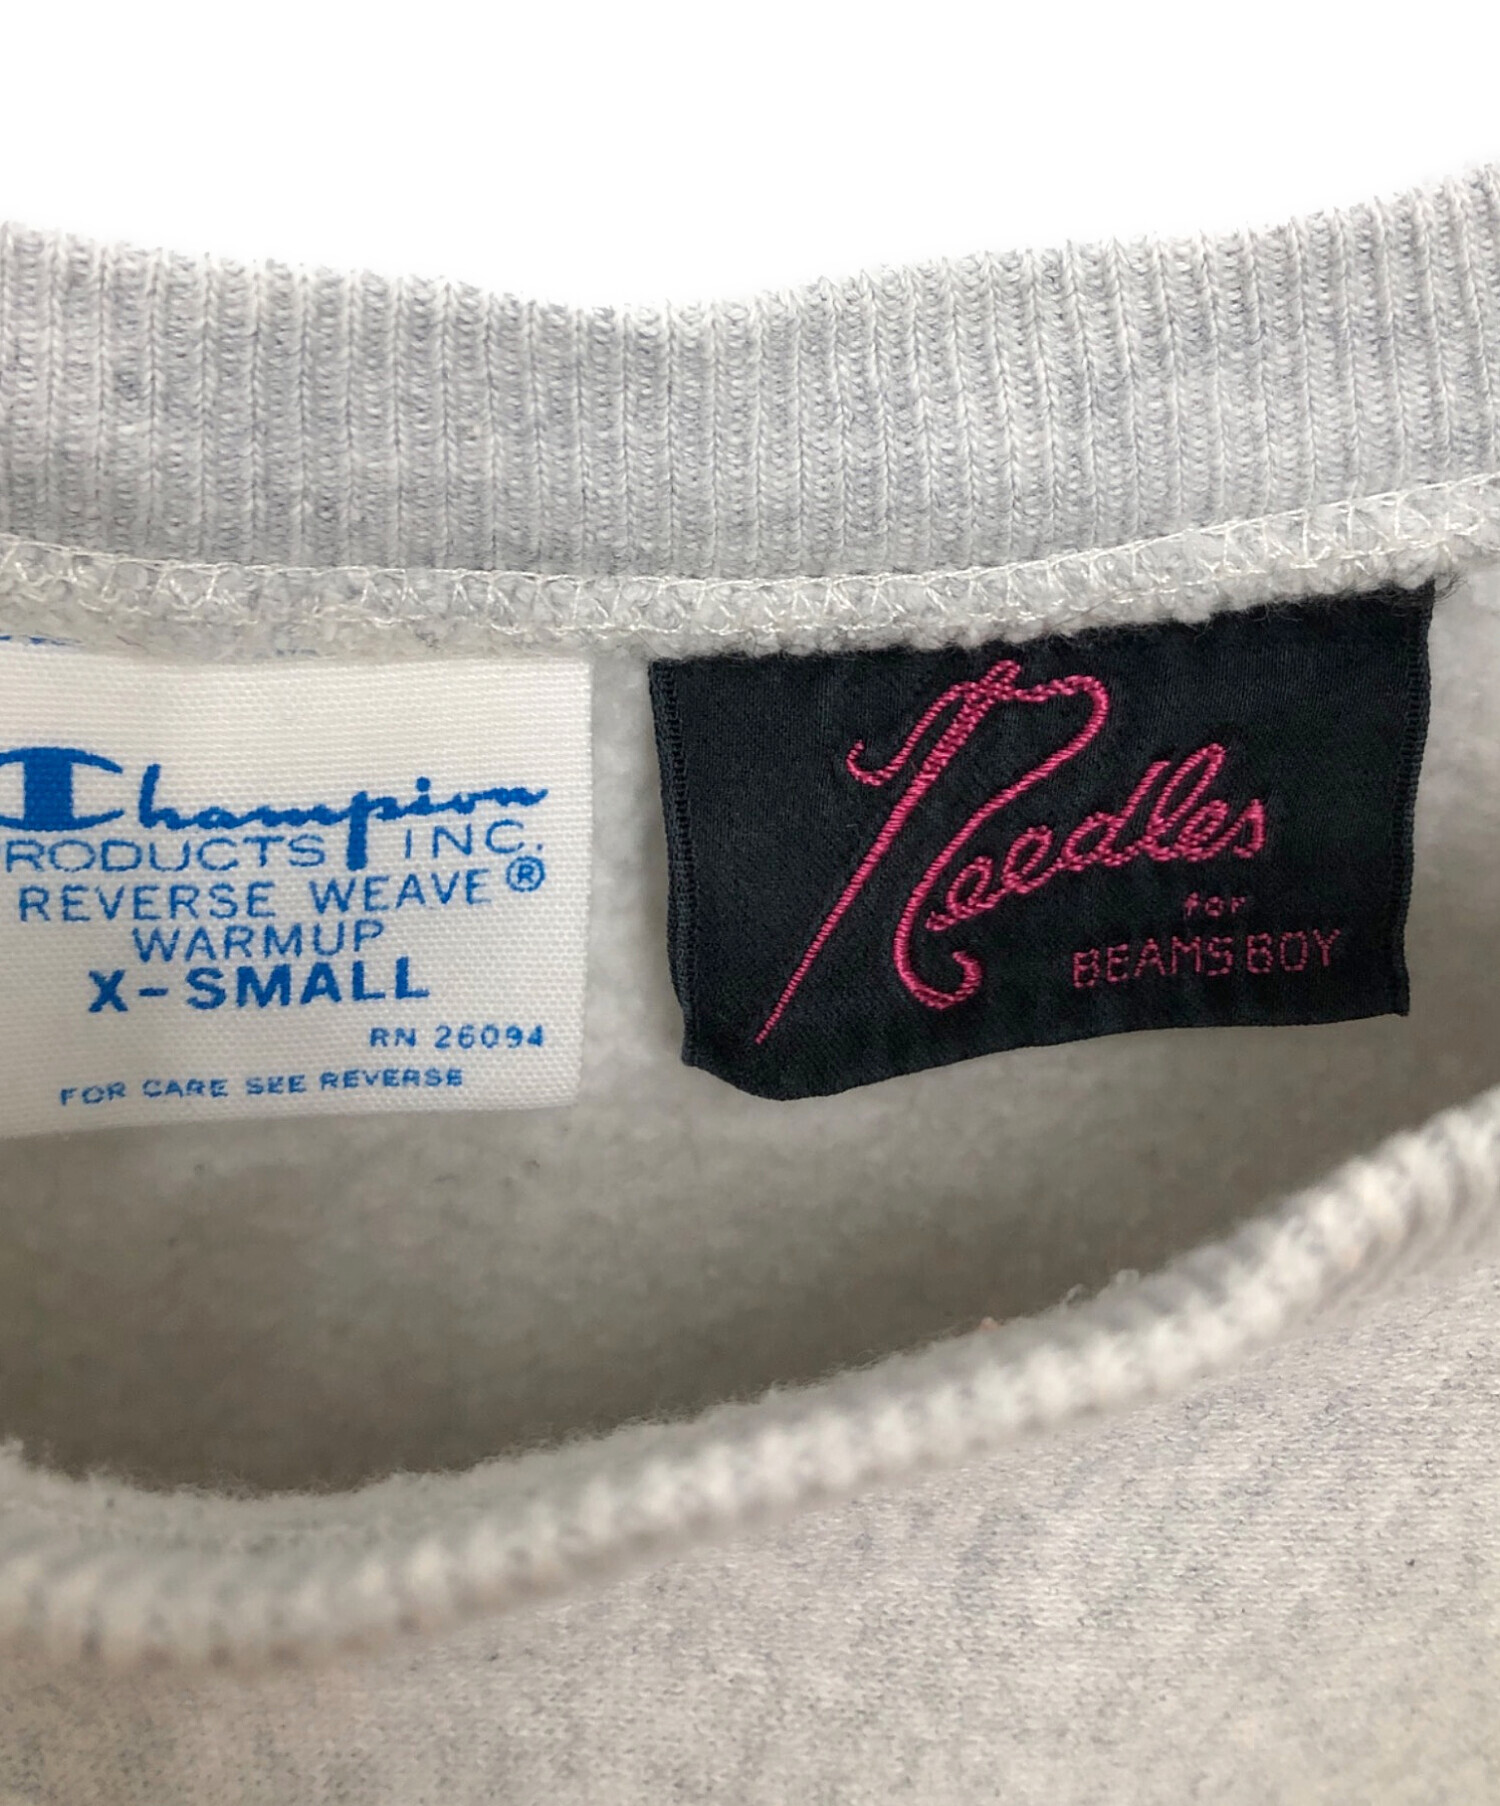 Champion
PRODUCTS INC.
REVERSE WEAVE®
WARMUP
X-SMALL
RN 26094
FOR CARE SEE REVERSE
Needles
for
BEAMS BOY